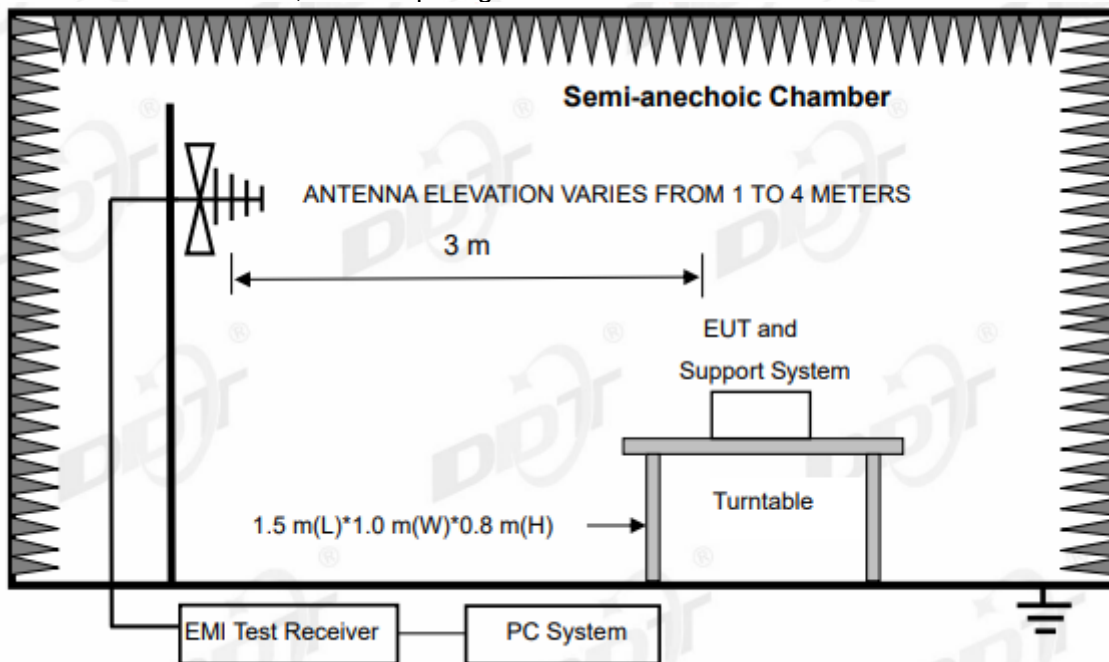 Semi-anechoic Chamber
ANTENNA ELEVATION VARIES FROM 1 TO 4 METERS
3 m
EUT and
Support System
Turntable
1.5 m(L)*1.0 m(W)*0.8 m(H)
EMI Test Receiver
PC System
DDT
®